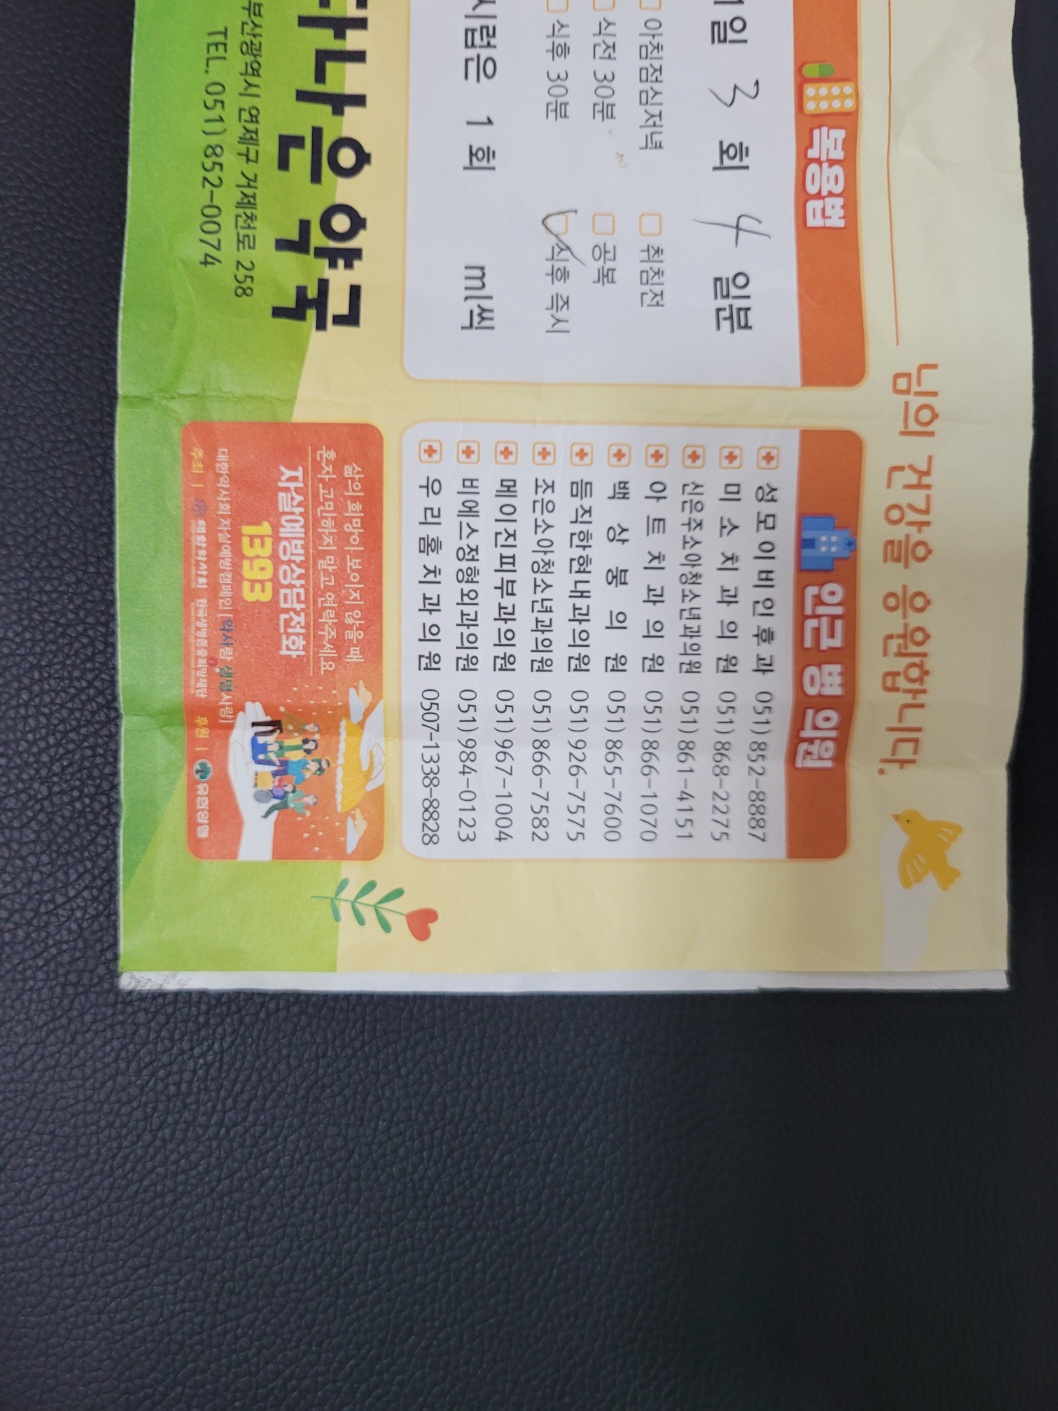 님의 건강을 응원합니다.
복용법
1일 3 회 4 일분
아침점심저녁 취침전
식전 30분 공복
식후 30분 식후 즉시
시럽은 1 회 ml씩
나은약국
부산광역시 연제구 거제천로 258
TEL. 051) 852-0074
인근 병 의원
성모이비인후과 051) 852-8887
미소치과의원 051) 868-2275
신은주소아청소년과의원 051) 861-4151
아트치과의원 051) 866-1070
백상붕의원 051) 865-7600
듬직한현내과의원 051) 926-7575
조은소아청소년과의원 051) 866-7582
메이진피부과의원 051) 967-1004
비에스정형외과의원 051) 984-0123
우리홈치과의원 0507-1338-8828
삶의 희망이 보이지 않을 때
혼자 고민하지 말고 연락주세요
자살예방상담전화
1393
대한약사회 자살예방캠페인 | 약사랑 생명사랑 |
주최 | 대한약사회 한국생명운동희망재단 후원 | 유한양행